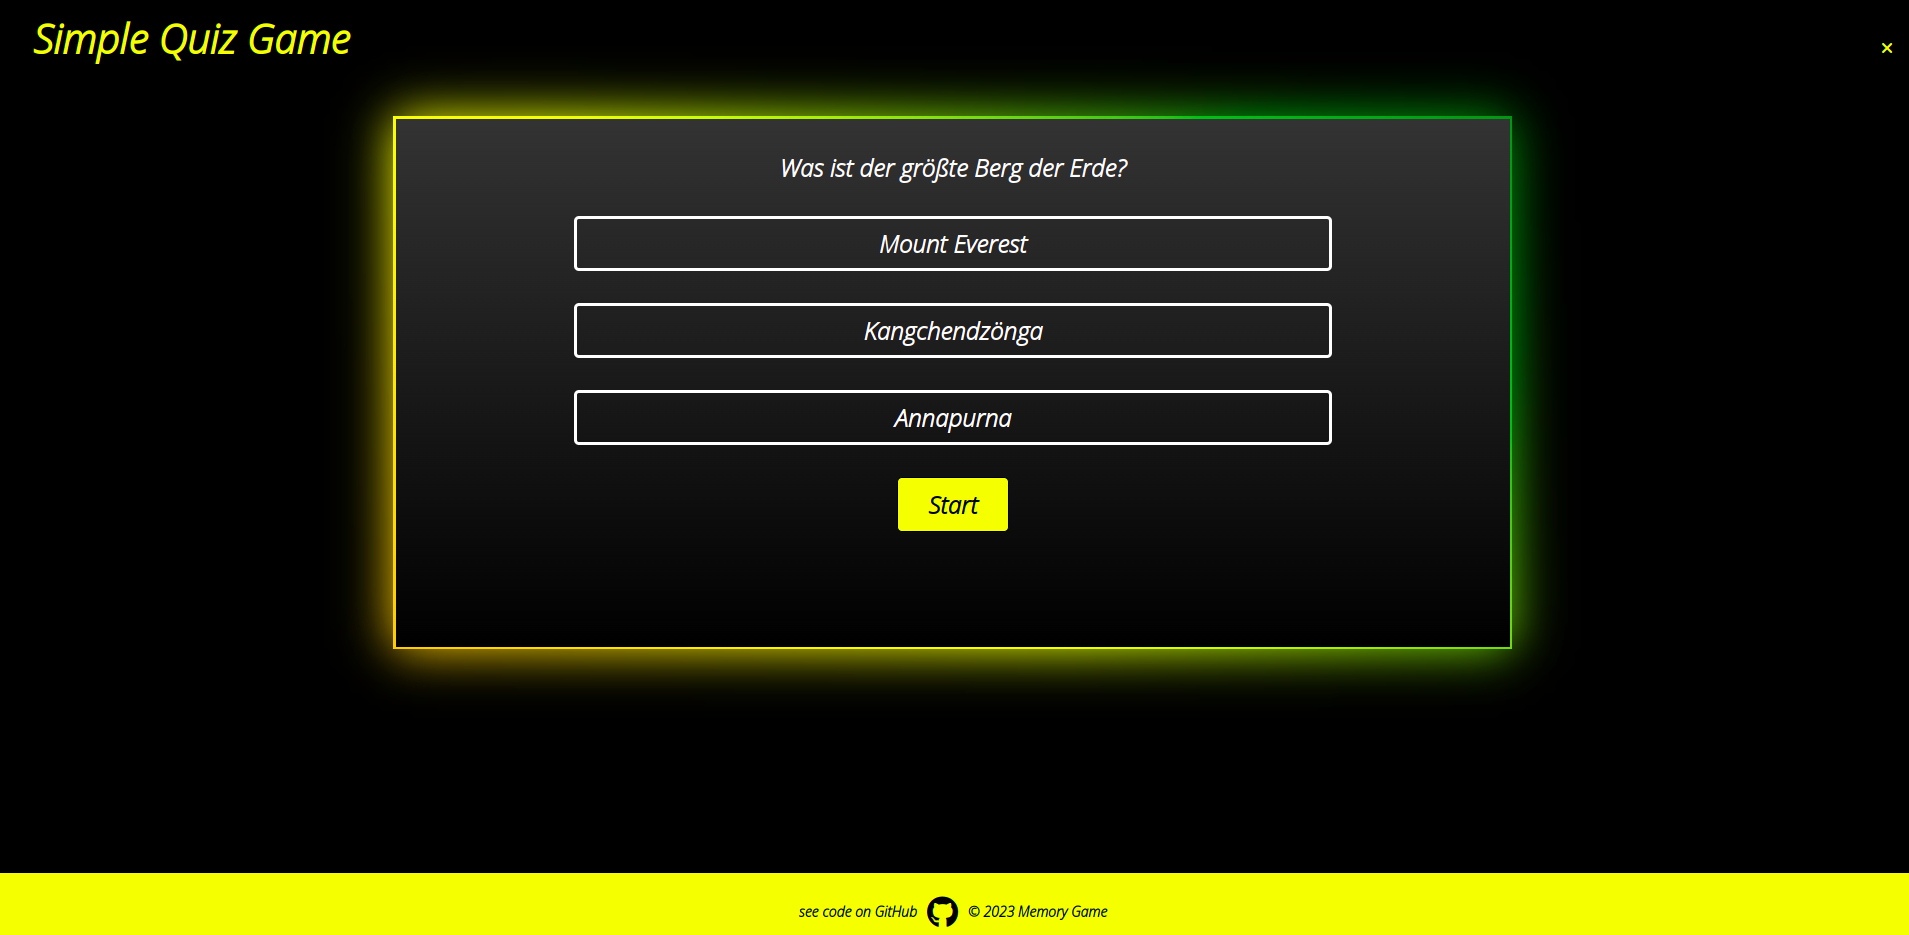 Simple Quiz Game
×
Was ist der größte Berg der Erde?
Mount Everest
Kangchendzönga
Annapurna
Start
see code on GitHub © 2023 Memory Game